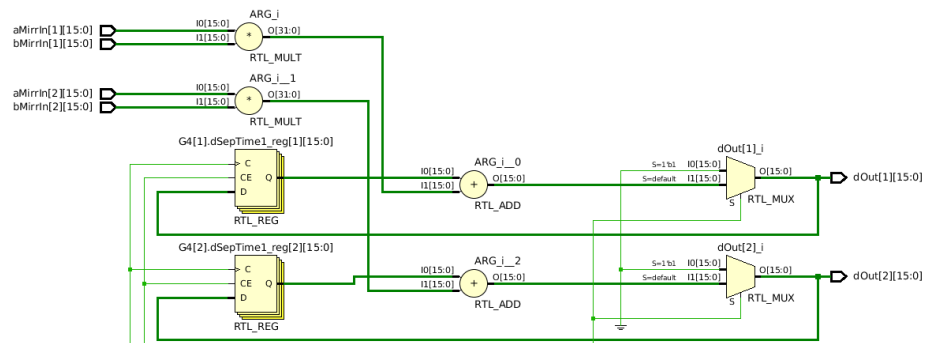 ARG_i
aMirrIn[1][15:0]
I0[15:0]
*
O[31:0]
bMirrIn[1][15:0]
I1[15:0]
RTL_MULT
ARG_i__1
aMirrIn[2][15:0]
I0[15:0]
*
O[31:0]
bMirrIn[2][15:0]
I1[15:0]
RTL_MULT
G4[1].dSepTime1_reg[1][15:0]
C
CE
Q
D
RTL_REG
ARG_i__0
I0[15:0]
+
O[15:0]
I1[15:0]
RTL_ADD
dOut[1]_i
S=1'b1
I0[15:0]
O[15:0]
S=default
I1[15:0]
S
RTL_MUX
dOut[1][15:0]
G4[2].dSepTime1_reg[2][15:0]
C
CE
Q
D
RTL_REG
ARG_i__2
I0[15:0]
+
O[15:0]
I1[15:0]
RTL_ADD
dOut[2]_i
S=1'b1
I0[15:0]
O[15:0]
S=default
I1[15:0]
S
RTL_MUX
dOut[2][15:0]